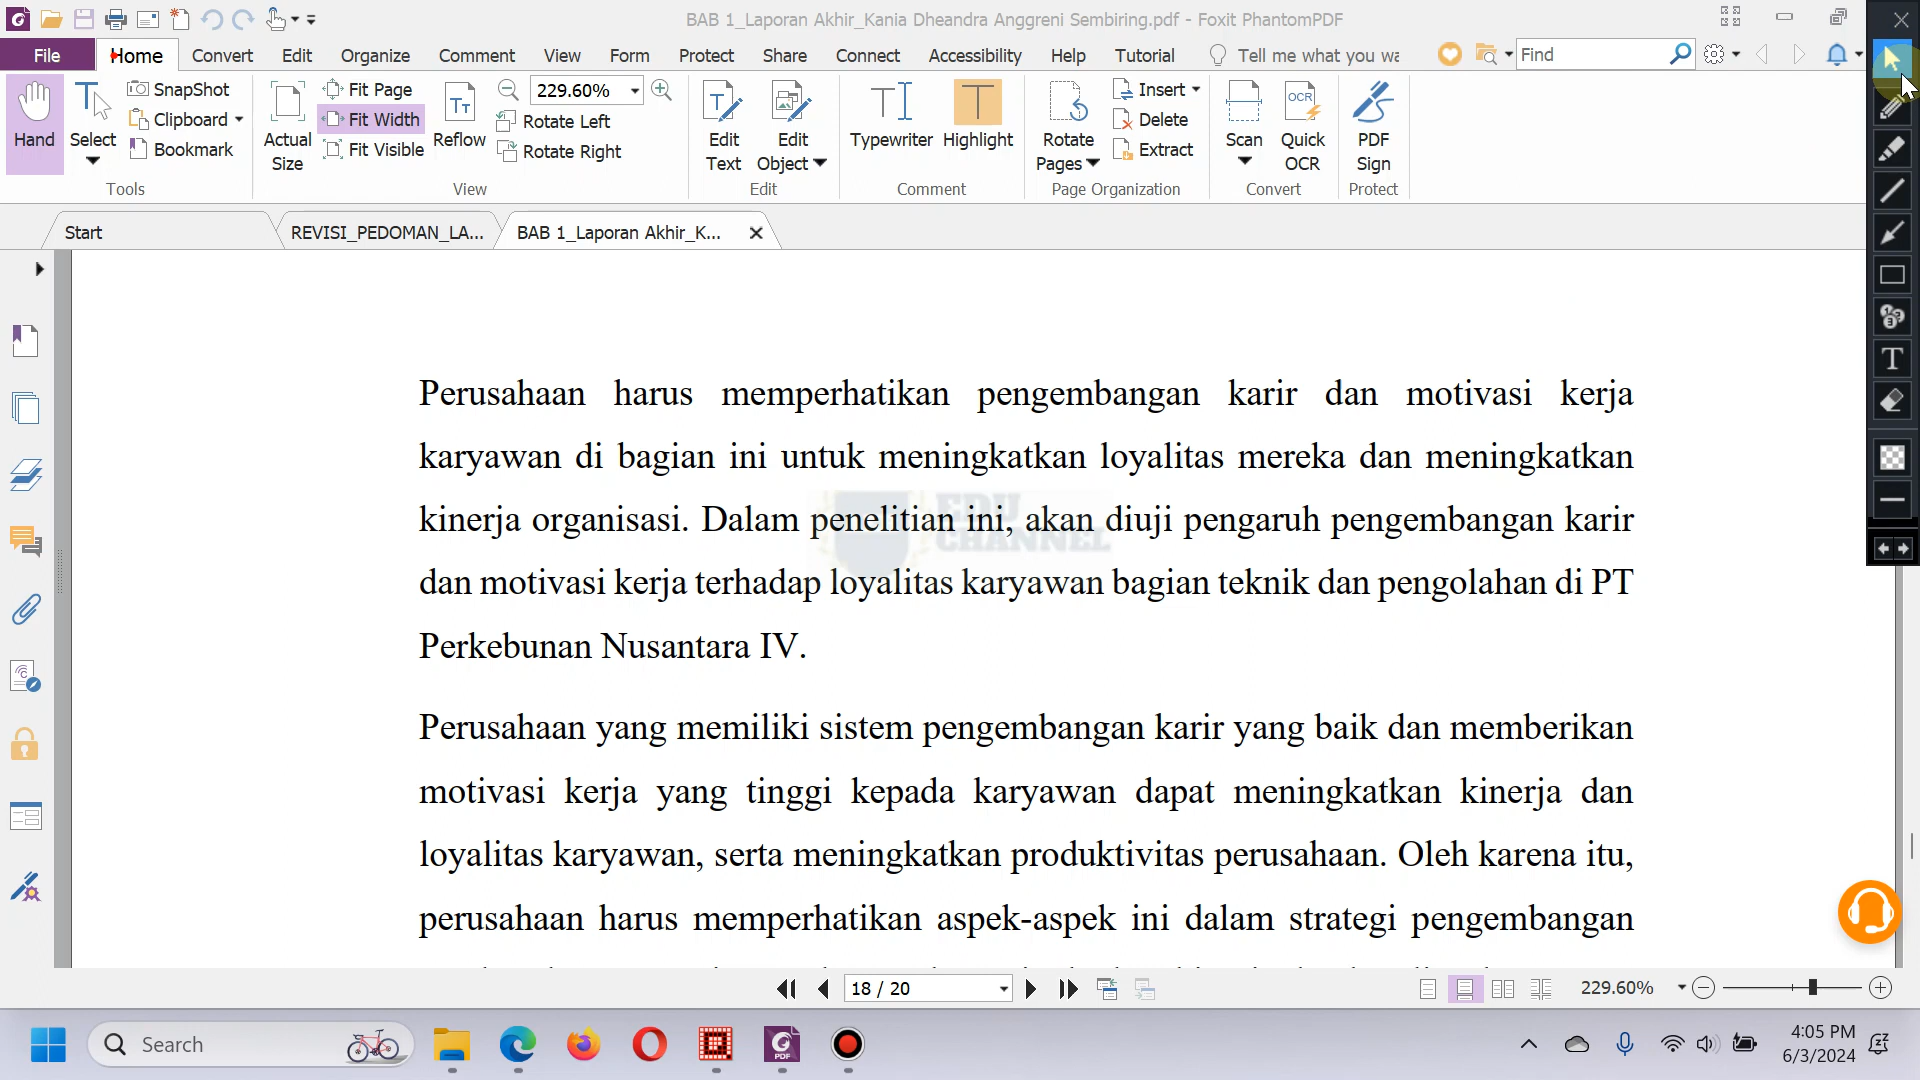 BAB 1_Laporan Akhir_Kania Dheandra Anggreni Sembiring.pdf - Foxit PhantomPDF
File Home Convert Edit Organize Comment View Form Protect Share Connect Accessibility Help Tutorial Tell me what you wa Find
Hand
Select
SnapShot
Clipboard
Bookmark
Tools
Actual Size
Fit Page
Fit Width
Fit Visible
Reflow
229.60%
Rotate Left
Rotate Right
View
Edit Text
Edit Object
Edit
Typewriter
Highlight
Comment
Rotate Pages
Insert
Delete
Extract
Page Organization
Scan
Quick OCR
Convert
PDF Sign
Protect
Start REVISI_PEDOMAN_LA... BAB 1_Laporan Akhir_K...
Perusahaan harus memperhatikan pengembangan karir dan motivasi kerja
karyawan di bagian ini untuk meningkatkan loyalitas mereka dan meningkatkan
kinerja organisasi. Dalam penelitian ini, akan diuji pengaruh pengembangan karir
dan motivasi kerja terhadap loyalitas karyawan bagian teknik dan pengolahan di PT
Perkebunan Nusantara IV.
EDU
CHANNEL
Perusahaan yang memiliki sistem pengembangan karir yang baik dan memberikan
motivasi kerja yang tinggi kepada karyawan dapat meningkatkan kinerja dan
loyalitas karyawan, serta meningkatkan produktivitas perusahaan. Oleh karena itu,
perusahaan harus memperhatikan aspek-aspek ini dalam strategi pengembangan
18 / 20
229.60%
Search
4:05 PM
6/3/2024